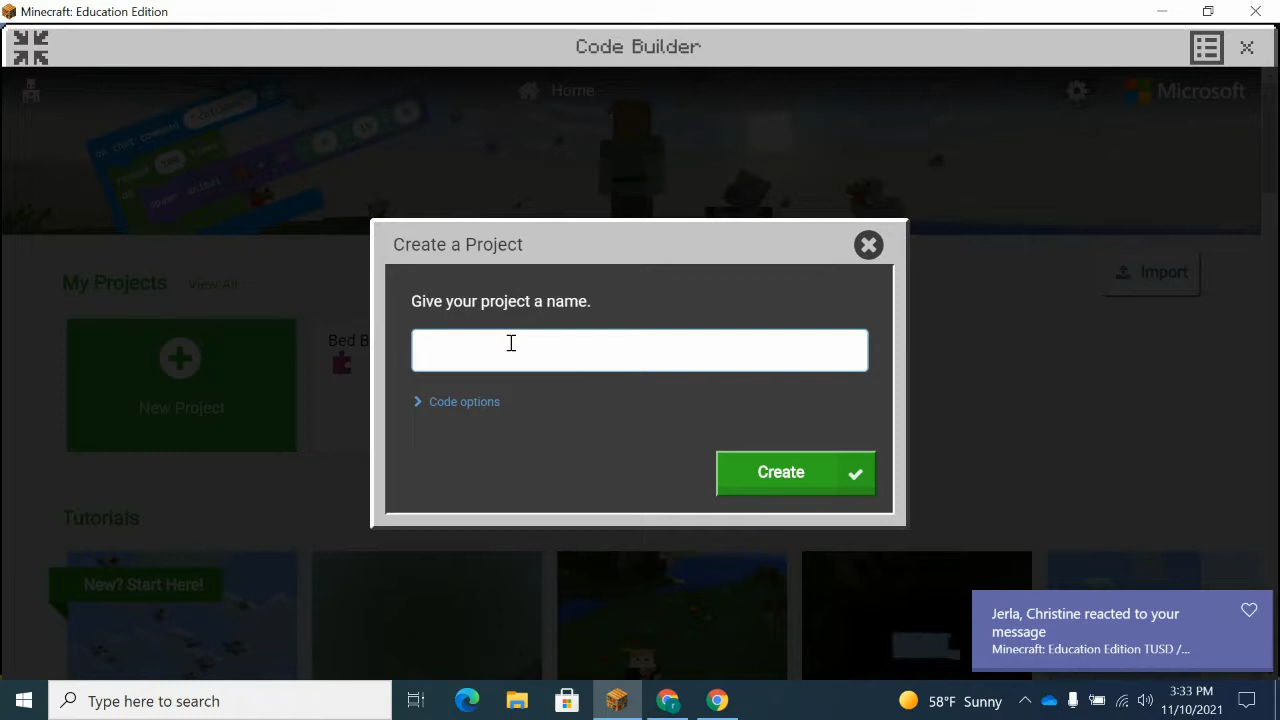 Minecraft: Education Edition
Code Builder
Home
Microsoft
Create a Project
Give your project a name.
Code options
Create
My Projects
View All
Import
New Project
Bed B
Tutorials
New? Start Here!
Jerla, Christine reacted to your
message
Minecraft: Education Edition TUSD /...
Type here to search
58°F Sunny
3:33 PM
11/10/2021